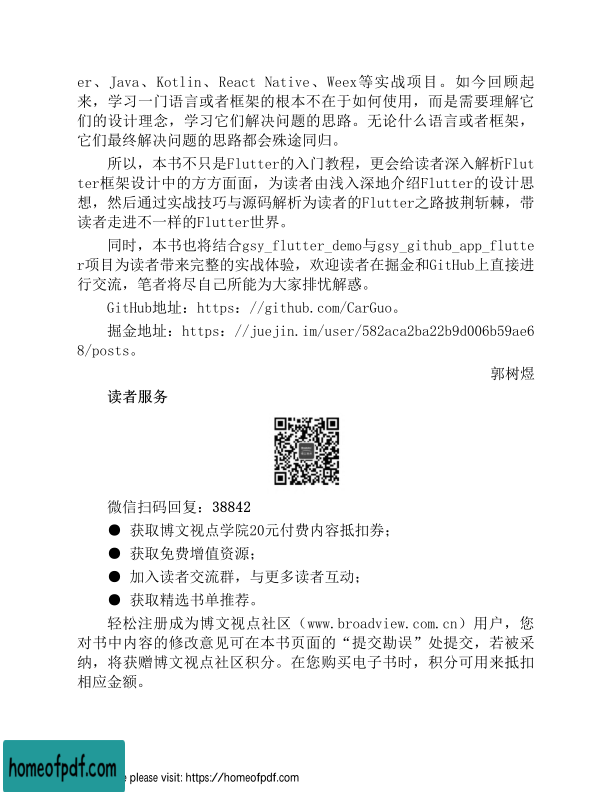 er、Java、Kotlin、React Native、Weex等实战项目。如今回顾起
来，学习一门语言或者框架的根本不在于如何使用，而是需要理解它
们的设计理念，学习它们解决问题的思路。无论什么语言或者框架，
它们最终解决问题的思路都会殊途同归。
所以，本书不只是Flutter的入门教程，更会给读者深入解析Flut
ter框架设计中的方方面面，为读者由浅入深地介绍Flutter的设计思
想，然后通过实战技巧与源码解析为读者的Flutter之路披荆斩棘，带
读者走进不一样的Flutter世界。
同时，本书也将结合gsy_flutter_demo与gsy_github_app_flutte
r项目为读者带来完整的实战体验，欢迎读者在掘金和GitHub上直接进
行交流，笔者将尽自己所能为大家排忧解惑。
GitHub地址：https：//github.com/CarGuo。
掘金地址：https：//juejin.im/user/582aca2ba22b9d006b59ae6
8/posts。
郭树煜
读者服务
微信扫码回复：38842
● 获取博文视点学院20元付费内容抵扣券；
● 获取免费增值资源；
● 加入读者交流群，与更多读者互动；
● 获取精选书单推荐。
轻松注册成为博文视点社区（www.broadview.com.cn）用户，您
对书中内容的修改意见可在本书页面的“提交勘误”处提交，若被采
纳，将获赠博文视点社区积分。在您购买电子书时，积分可用来抵扣
相应金额。
homeofpdf.com
please visit: https://homeofpdf.com